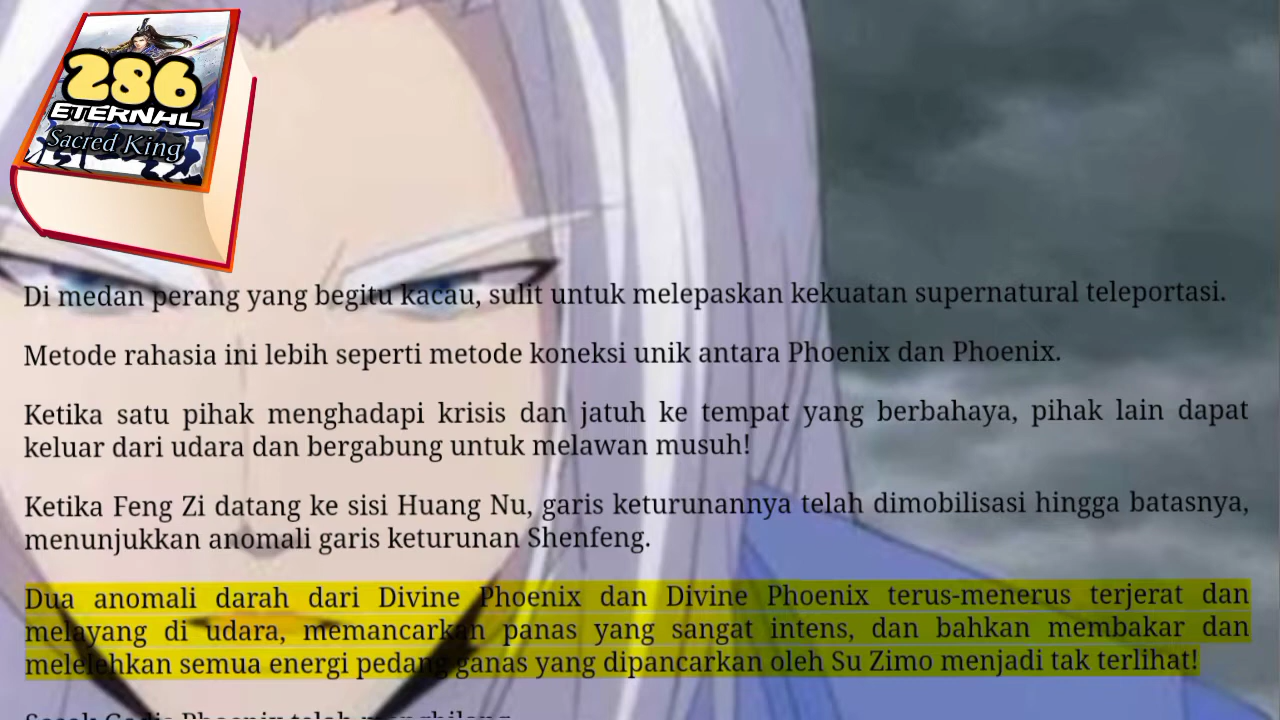 286
ETERNAL
Sacred King
Di medan perang yang begitu kacau, sulit untuk melepaskan kekuatan supernatural teleportasi.
Metode rahasia ini lebih seperti metode koneksi unik antara Phoenix dan Phoenix.
Ketika satu pihak menghadapi krisis dan jatuh ke tempat yang berbahaya, pihak lain dapat
keluar dari udara dan bergabung untuk melawan musuh!
Ketika Feng Zi datang ke sisi Huang Nu, garis keturunannya telah dimobilisasi hingga batasnya,
menunjukkan anomali garis keturunan Shenfeng.
Dua anomali darah dari Divine Phoenix dan Divine Phoenix terus-menerus terjerat dan
melayang di udara, memancarkan panas yang sangat intens, dan bahkan membakar dan
melelehkan semua energi pedang ganas yang dipancarkan oleh Su Zimo menjadi tak terlihat!